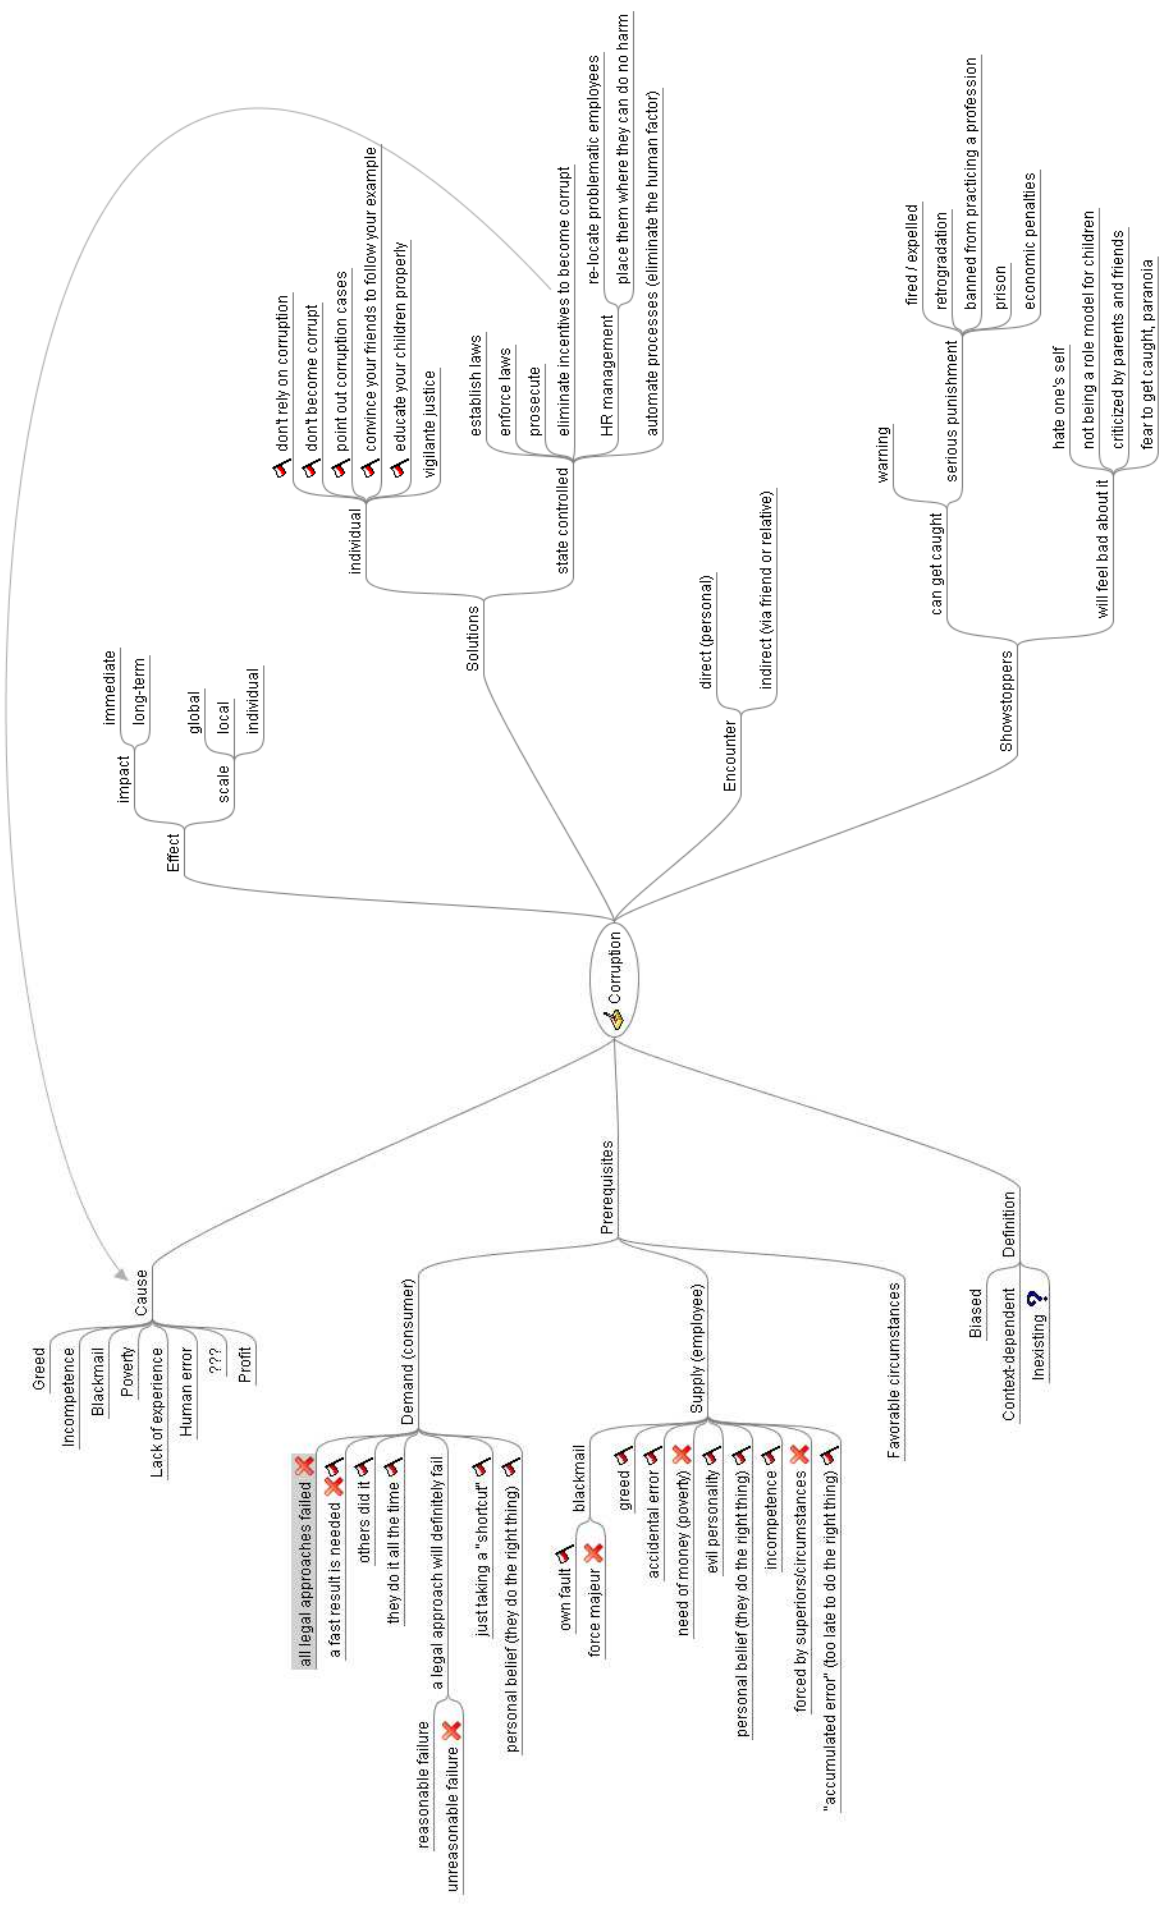 Corruption
Cause
Greed
Incompetence
Blackmail
Poverty
Lack of experience
Human error
???
Profit
Prerequisites
Demand (consumer)
all legal approaches failed
a fast result is needed
others did it
they do it all the time
a legal approach will definitely fail
reasonable failure
unreasonable failure
just taking a "shortcut"
personal belief (they do the right thing)
Supply (employee)
blackmail
own fault
force majeur
greed
accidental error
need of money (poverty)
evil personality
personal belief (they do the right thing)
incompetence
forced by superiors/circumstances
"accumulated error" (too late to do the right thing)
Favorable circumstances
Definition
Biased
Context-dependent
Inexisting
Effect
impact
immediate
long-term
scale
global
local
individual
Solutions
individual
don't rely on corruption
don't become corrupt
point out corruption cases
convince your friends to follow your example
educate your children properly
vigilante justice
state controlled
establish laws
enforce laws
prosecute
eliminate incentives to become corrupt
HR management
re-locate problematic employees
place them where they can do no harm
automate processes (eliminate the human factor)
Encounter
direct (personal)
indirect (via friend or relative)
Showstoppers
can get caught
warning
serious punishment
fired / expelled
retrogradation
banned from practicing a profession
prison
economic penalties
will feel bad about it
hate one's self
not being a role model for children
criticized by parents and friends
fear to get caught, paranoia